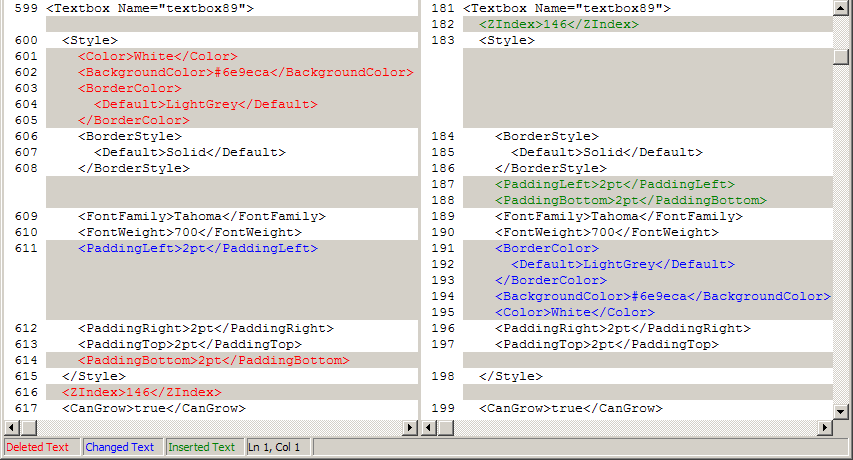 599 <Textbox Name="textbox89">
600 <Style>
601 <Color>White</Color>
602 <BackgroundColor>#6e9eca</BackgroundColor>
603 <BorderColor>
604 <Default>LightGrey</Default>
605 </BorderColor>
606 <BorderStyle>
607 <Default>Solid</Default>
608 </BorderStyle>
609 <FontFamily>Tahoma</FontFamily>
610 <FontWeight>700</FontWeight>
611 <PaddingLeft>2pt</PaddingLeft>
612 <PaddingRight>2pt</PaddingRight>
613 <PaddingTop>2pt</PaddingTop>
614 <PaddingBottom>2pt</PaddingBottom>
615 </Style>
616 <ZIndex>146</ZIndex>
617 <CanGrow>true</CanGrow>
181 <Textbox Name="textbox89">
182 <ZIndex>146</ZIndex>
183 <Style>
184 <BorderStyle>
185 <Default>Solid</Default>
186 </BorderStyle>
187 <PaddingLeft>2pt</PaddingLeft>
188 <PaddingBottom>2pt</PaddingBottom>
189 <FontFamily>Tahoma</FontFamily>
190 <FontWeight>700</FontWeight>
191 <BorderColor>
192 <Default>LightGrey</Default>
193 </BorderColor>
194 <BackgroundColor>#6e9eca</BackgroundColor>
195 <Color>White</Color>
196 <PaddingRight>2pt</PaddingRight>
197 <PaddingTop>2pt</PaddingTop>
198 </Style>
199 <CanGrow>true</CanGrow>
Deleted Text Changed Text Inserted Text Ln 1, Col 1